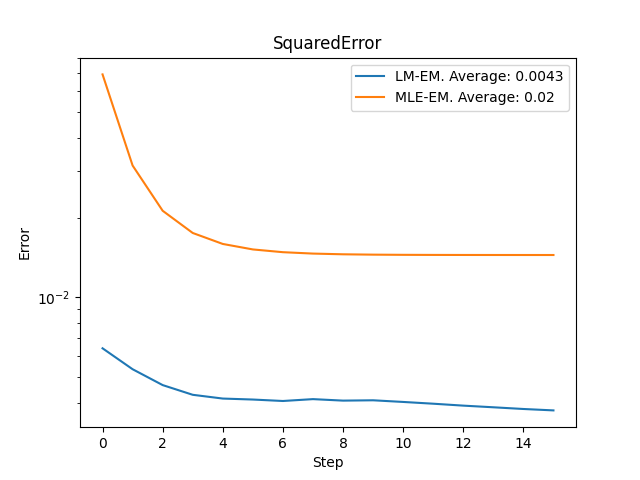 SquaredError
LM-EM. Average: 0.0043
MLE-EM. Average: 0.02
Error
10⁻²
0 2 4 6 8 10 12 14
Step